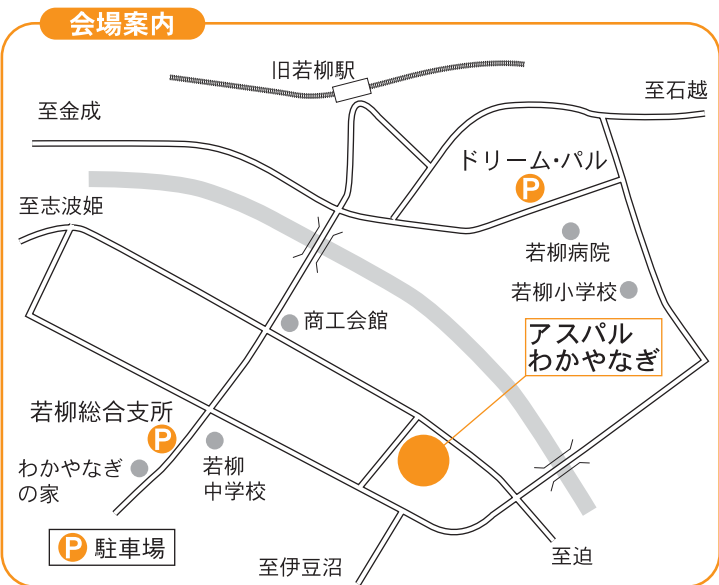 会場案内
旧若柳駅
至石越
至金成
ドリーム・パル
P
至志波姫
若柳病院
若柳小学校
商工会館
アスパル
わかやなぎ
若柳総合支所
P
わかやなぎ
の家
若柳
中学校
P 駐車場
至伊豆沼
至迫